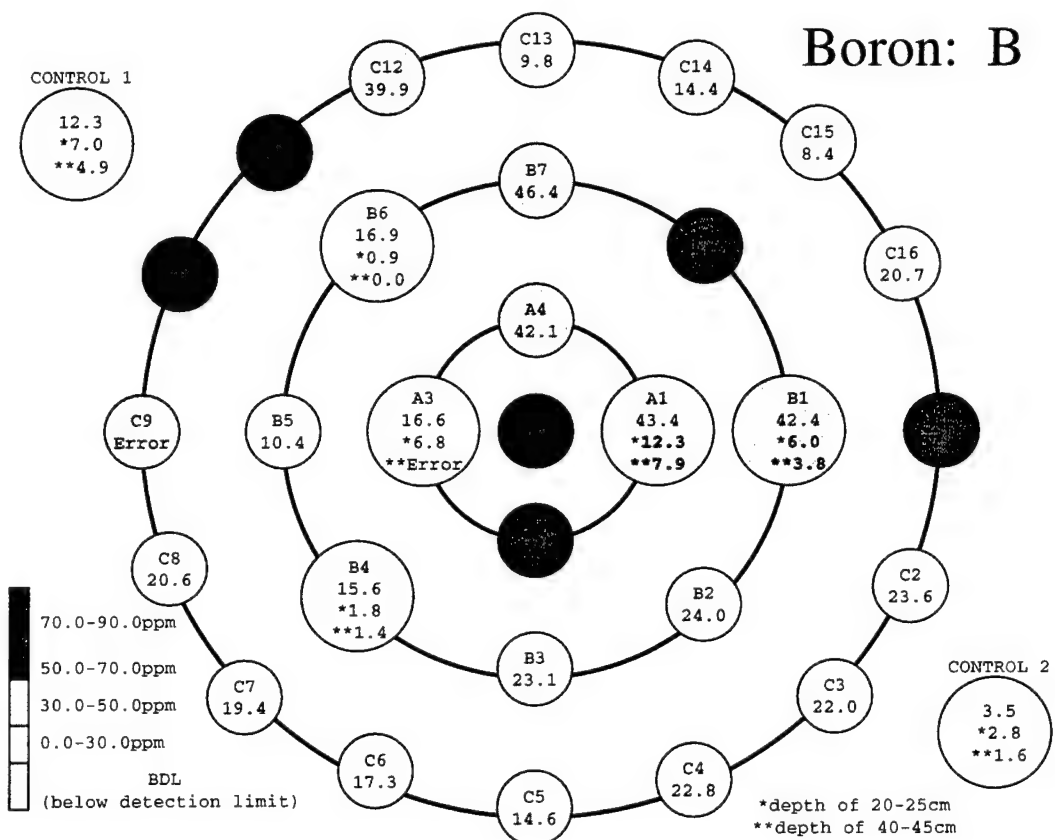 Boron: B
CONTROL 1
12.3
*7.0
**4.9
C12
39.9
C13
9.8
C14
14.4
C15
8.4
C16
20.7
B7
46.4
B6
16.9
*0.9
**0.0
A4
42.1
A3
16.6
*6.8
**Error
A1
43.4
*12.3
**7.9
B1
42.4
*6.0
**3.8
C9
Error
B5
10.4
C8
20.6
B4
15.6
*1.8
**1.4
B3
23.1
B2
24.0
C2
23.6
C7
19.4
C6
17.3
C5
14.6
C4
22.8
C3
22.0
CONTROL 2
3.5
*2.8
**1.6
70.0-90.0ppm
50.0-70.0ppm
30.0-50.0ppm
0.0-30.0ppm
BDL
(below detection limit)
*depth of 20-25cm
**depth of 40-45cm